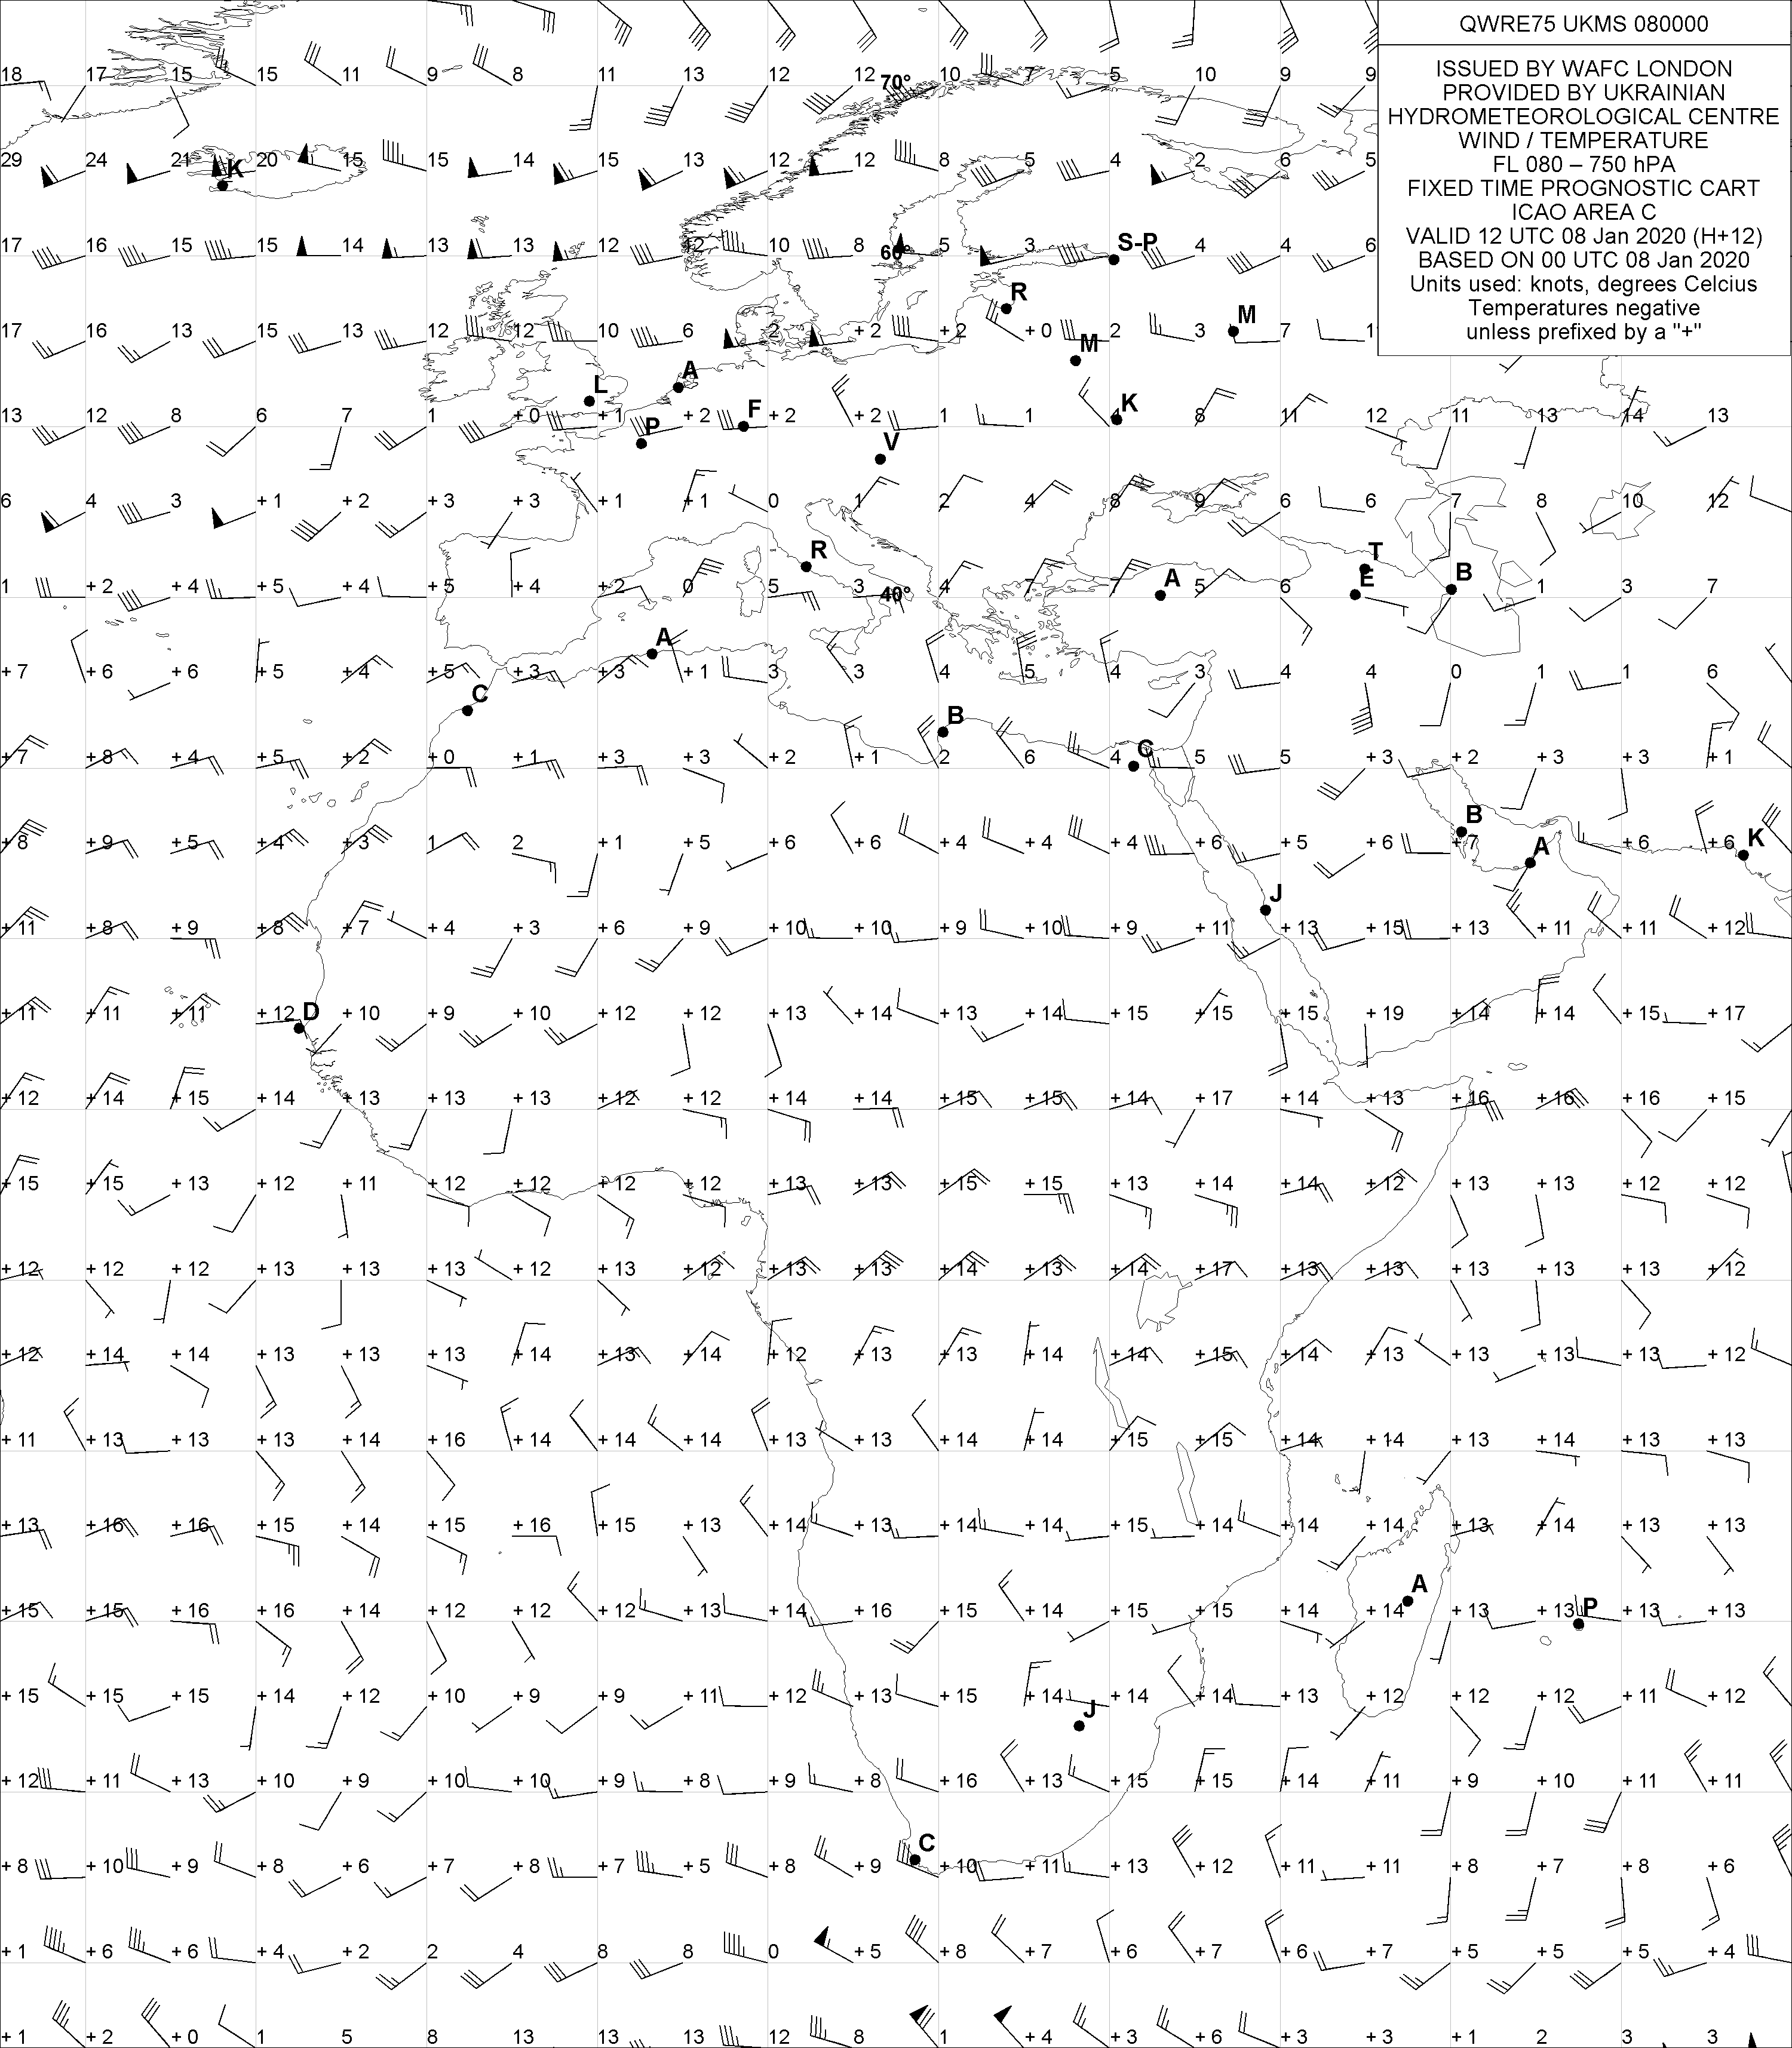 QWRE75 UKMS 080000
ISSUED BY WAFC LONDON
PROVIDED BY UKRAINIAN
HYDROMETEOROLOGICAL CENTRE
WIND / TEMPERATURE
FL 080 – 750 hPA
FIXED TIME PROGNOSTIC CART
ICAO AREA C
VALID 12 UTC 08 Jan 2020 (H+12)
BASED ON 00 UTC 08 Jan 2020
Units used: knots, degrees Celcius
Temperatures negative
unless prefixed by a "+"
18 17 15 15 11 9 8 11 13 12 12 70° 10 7 5 10 9 9
29 24 21 K 20 15 15 14 15 13 12 12 8 5 4 2 6 5
17 16 15 15 14 13 13 12 12 10 8 60° 5 3 S-P 4 4 6
R
17 16 13 15 13 12 12 10 6 2 +2 +2 +0 M 2 3 M 7 1
L A
13 12 8 6 7 1 +0 +1 P +2 F +2 +2 1 1 4 K 8 11 12 11 13 14 13
V
6 4 3 +1 +2 +3 +3 +1 +1 0 1 2 4 8 9 6 6 7 8 10 12
R T
1 +2 +4 +5 +4 +5 +4 +2 0 5 3 40° 4 7 5 A 6 E B 1 3 7
A
+7 +6 +6 +5 +4 +5 +3 +3 +1 3 3 4 5 4 3 4 4 0 1 1 6
C B
+7 +8 +4 +5 +2 +0 +1 +3 +3 +2 +1 2 6 4 C 5 5 +3 +2 +3 +3 +1
B
+8 +9 +5 +4 +3 1 2 +1 +5 +6 +6 +4 +4 +4 +6 +5 +6 +7 A +6 +6 K
J
+11 +8 +9 +8 +7 +4 +3 +6 +9 +10 +10 +9 +10 +9 +11 +13 +15 +13 +11 +11 +12
+11 +11 +11 +12 D +10 +9 +10 +12 +12 +13 +14 +13 +14 +15 +15 +15 +19 +14 +14 +15 +17
+12 +14 +15 +14 +13 +13 +13 +12 +12 +14 +14 +15 +15 +14 +17 +14 +13 +16 +16 +16 +15
+15 +15 +13 +12 +11 +12 +12 +12 +12 +13 +13 +15 +15 +13 +14 +14 +12 +13 +13 +12 +12
+12 +12 +12 +13 +13 +13 +12 +13 +12 +13 +13 +14 +13 +14 +17 +13 +13 +13 +13 +13 +12
+12 +14 +14 +13 +13 +13 +14 +13 +14 +12 +13 +13 +14 +14 +15 +14 +13 +13 +13 +13 +12
+11 +13 +13 +13 +14 +16 +14 +14 +14 +13 +13 +14 +14 +15 +15 +14 +14 +13 +14 +13 +13
+13 +16 +16 +15 +14 +15 +16 +15 +13 +14 +13 +14 +14 +15 +14 +14 +14 +13 +14 +13 +13
+15 +15 +16 +16 +14 +12 +12 +12 +13 +14 +16 +15 +14 +15 +15 +14 +14 A +13 +13 P +13 +13
+15 +15 +15 +14 +12 +10 +9 +9 +11 +12 +13 +15 +14 J +14 +14 +13 +12 +12 +12 +11 +12
+12 +11 +13 +10 +9 +10 +10 +9 +8 +9 +8 +16 +13 +15 +15 +14 +11 +9 +10 +11 +11
C
+8 +10 +9 +8 +6 +7 +8 +7 +5 +8 +9 +10 +11 +13 +12 +11 +11 +8 +7 +8 +6
+1 +6 +6 +4 +2 2 4 8 8 0 +5 +8 +7 +6 +7 +6 +7 +5 +5 +5 +4
+1 +2 +0 1 5 8 13 13 13 12 8 1 +4 +3 +6 +3 +3 +1 2 3 3